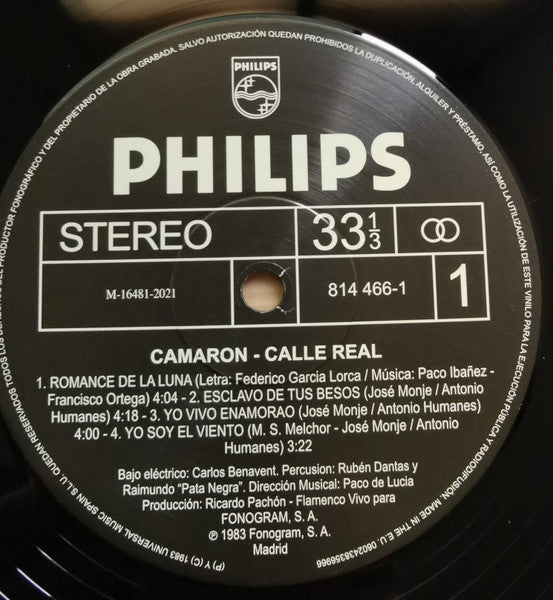 PHILIPS
PHILIPS
STEREO
33 1/3
M-16481-2021
814 466-1
1
CAMARON - CALLE REAL
1. ROMANCE DE LA LUNA (Letra: Federico Garcia Lorca / Música: Paco Ibañez -
Francisco Ortega) 4:04 - 2. ESCLAVO DE TUS BESOS (José Monje / Antonio
Humanes) 4:18 - 3. YO VIVO ENAMORAO (José Monje / Antonio Humanes)
4:00 - 4. YO SOY EL VIENTO (M. S. Melchor - José Monje / Antonio
Humanes) 3:22
Bajo eléctrico: Carlos Benavent. Percusion: Rubén Dantas y
Raimundo "Pata Negra". Dirección Musical: Paco de Lucia
Producción: Ricardo Pachón - Flamenco Vivo para
FONOGRAM, S. A.
℗ 1983 Fonogram, S. A.
Madrid
(P) Y (C) 1983 UNIVERSAL MUSIC SPAIN S.L.U. QUEDAN RESERVADOS TODOS LOS DERECHOS DEL PRODUCTOR FONOGRÁFICO Y DEL PROPIETARIO DE LA OBRA GRABADA. SALVO AUTORIZACIÓN QUEDAN PROHIBIDOS LA DUPLICACIÓN, ALQUILER Y PRÉSTAMO, ASÍ COMO LA UTILIZACIÓN DE ESTE VINILO PARA LA EJECUCIÓN PÚBLICA Y RADIODIFUSIÓN. MADE IN THE E.U. 0602438356966